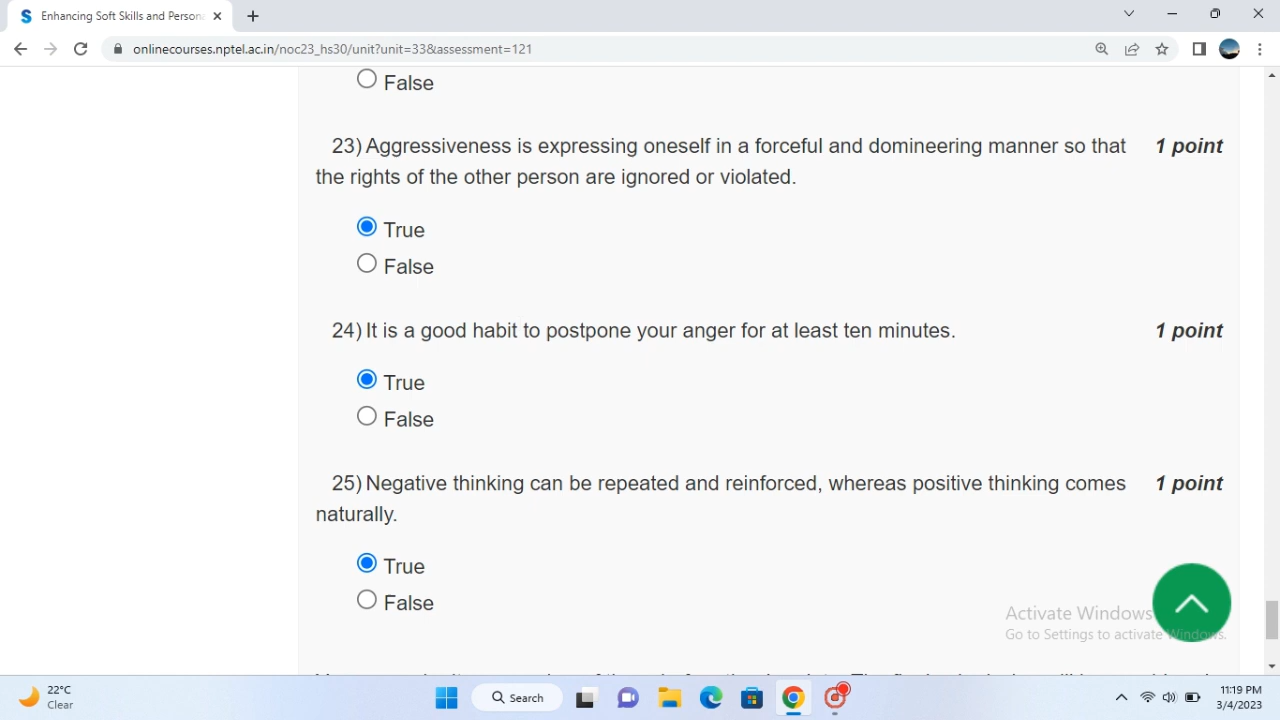 Enhancing Soft Skills and Persona
onlinecourses.nptel.ac.in/noc23_hs30/unit?unit=33&assessment=121
False
23) Aggressiveness is expressing oneself in a forceful and domineering manner so that 1 point
the rights of the other person are ignored or violated.
True
False
24) It is a good habit to postpone your anger for at least ten minutes. 1 point
True
False
25) Negative thinking can be repeated and reinforced, whereas positive thinking comes 1 point
naturally.
True
False
Activate Windows
Go to Settings to activate Windows.
22°C
Clear
Search
11:19 PM
3/4/2023